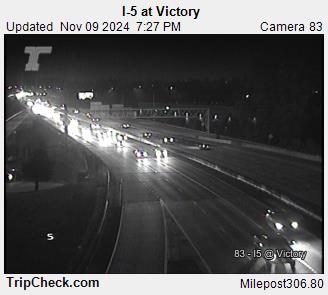 I-5 at Victory
Updated Nov 09 2024 7:27 PM Camera 83
T
S
83 - I5 @ Victory
TripCheck.com Milepost306.80